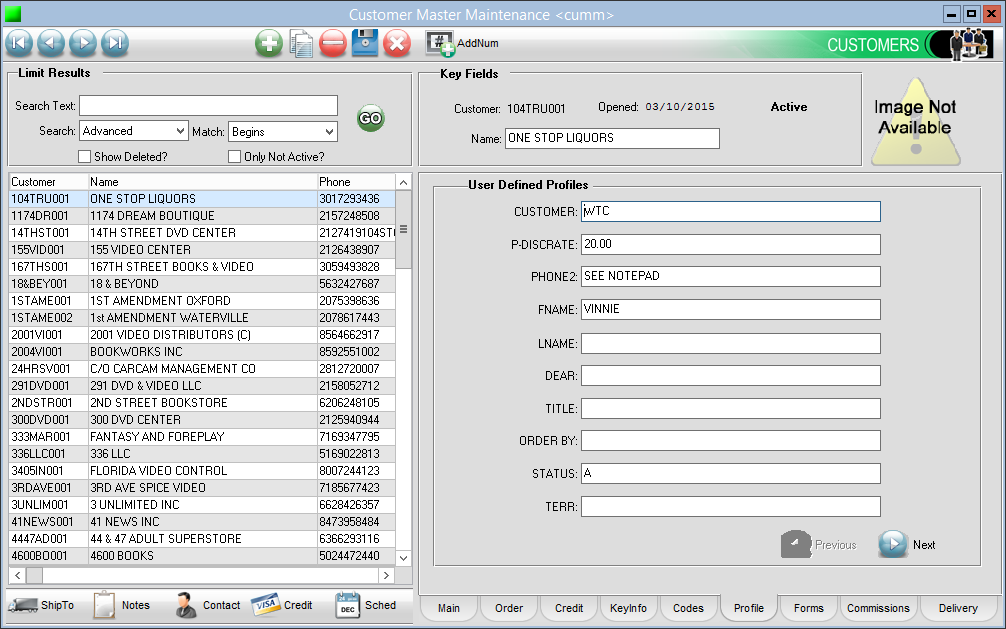 Customer Master Maintenance <cumm>
AddNum
CUSTOMERS
Limit Results
Search Text:
GO
Search: Advanced Match: Begins
Show Deleted? Only Not Active?
Key Fields
Customer: 104TRU001 Opened: 03/10/2015 Active
Name: ONE STOP LIQUORS
Image Not
Available
Customer Name Phone
104TRU001 ONE STOP LIQUORS 3017293436
1174DR001 1174 DREAM BOUTIQUE 2157248508
14THST001 14TH STREET DVD CENTER 2127419104STO
155VID001 155 VIDEO CENTER 2126438907
167THS001 167TH STREET BOOKS & VIDEO 3059493828
18&BEY001 18 & BEYOND 5632427687
1STAME001 1ST AMENDMENT OXFORD 2075398636
1STAME002 1st AMENDMENT WATERVILLE 2078617443
2001VI001 2001 VIDEO DISTRIBUTORS (C) 8564662917
2004VI001 BOOKWORKS INC 8592551002
24HRSV001 C/O CARCAM MANAGEMENT CO 2812720007
291DVD001 291 DVD & VIDEO LLC 2158052712
2NDSTR001 2ND STREET BOOKSTORE 6206248105
300DVD001 300 DVD CENTER 2125940944
333MAR001 FANTASY AND FOREPLAY 7169347795
336LLC001 336 LLC 5169022813
3405IN001 FLORIDA VIDEO CONTROL 8007244123
3RDAVE001 3RD AVE SPICE VIDEO 7185677423
3UNLIM001 3 UNLIMITED INC 6628426357
41NEWS001 41 NEWS INC 8473958484
4447AD001 44 & 47 ADULT SUPERSTORE 6366293116
4600BO001 4600 BOOKS 5024472440
User Defined Profiles
CUSTOMER: WTC
P-DISCRATE: 20.00
PHONE2: SEE NOTEPAD
FNAME: VINNIE
LNAME:
DEAR:
TITLE:
ORDER BY:
STATUS: A
TERR:
Previous Next
ShipTo Notes Contact VISA Credit DEC Sched
Main Order Credit KeyInfo Codes Profile Forms Commissions Delivery